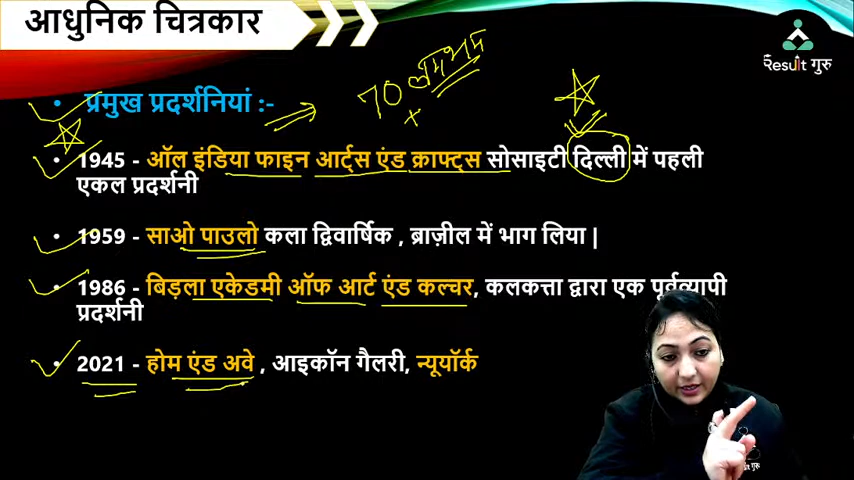 आधुनिक चित्रकार
Result गुरु
• प्रमुख प्रदर्शनियां :-
70 लगभग
+
• 1945 - ऑल इंडिया फाइन आर्ट्स एंड क्राफ्ट्स सोसाइटी दिल्ली में पहली
एकल प्रदर्शनी
• 1959 - साओ पाउलो कला द्विवार्षिक , ब्राज़ील में भाग लिया |
• 1986 - बिड़ला एकेडमी ऑफ आर्ट एंड कल्चर, कलकत्ता द्वारा एक पूर्वव्यापी
प्रदर्शनी
• 2021 - होम एंड अवे , आइकॉन गैलरी, न्यूयॉर्क
गुरु